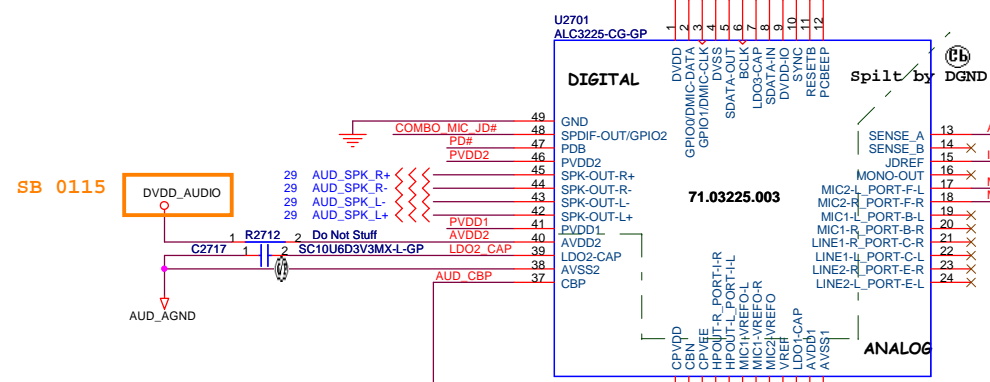 U2701
ALC3225-CG-GP
1
2
3
4
5
6
7
8
9
10
11
12
DVDD
GPIO0/DMIC-DATA
GPIO1/DMIC-CLK
DVSS
SDATA-OUT
BCLK
LDO3-CAP
SDATA-IN
DVDD-IO
SYNC
RESETB
PCBEEP
DIGITAL
Cb
Spilt by DGND
49 GND
COMBO_MIC_JD# 48 SPDIF-OUT/GPIO2
PD# 47 PDB
PVDD2 46 PVDD2
29 AUD_SPK_R+ 45 SPK-OUT-R+
29 AUD_SPK_R- 44 SPK-OUT-R-
29 AUD_SPK_L- 43 SPK-OUT-L-
29 AUD_SPK_L+ 42 SPK-OUT-L+
PVDD1 41 PVDD1
AVDD2 40 AVDD2
LDO2_CAP 39 LDO2-CAP
38 AVSS2
AUD_CBP 37 CBP
SB 0115
DVDD_AUDIO
1 R2712 2 Do Not Stuff
C2717 1 2 SC10U6D3V3MX-L-GP
AUD_AGND
71.03225.003
SENSE_A 13
SENSE_B 14
JDREF 15
MONO-OUT 16
MIC2-L_PORT-F-L 17
MIC2-R_PORT-F-R 18
MIC1-L_PORT-B-L 19
MIC1-R_PORT-B-R 20
LINE1-R_PORT-C-R 21
LINE1-L_PORT-C-L 22
LINE2-R_PORT-E-R 23
LINE2-L_PORT-E-L 24
CPVDD
CBN
CPVEE
HPOUT-R_PORT-I-R
HPOUT-L_PORT-I-L
MIC1-VREFO-L
MIC1-VREFO-R
MIC2-VREFO
VREF
LDO1-CAP
AVDD1
AVSS1
ANALOG